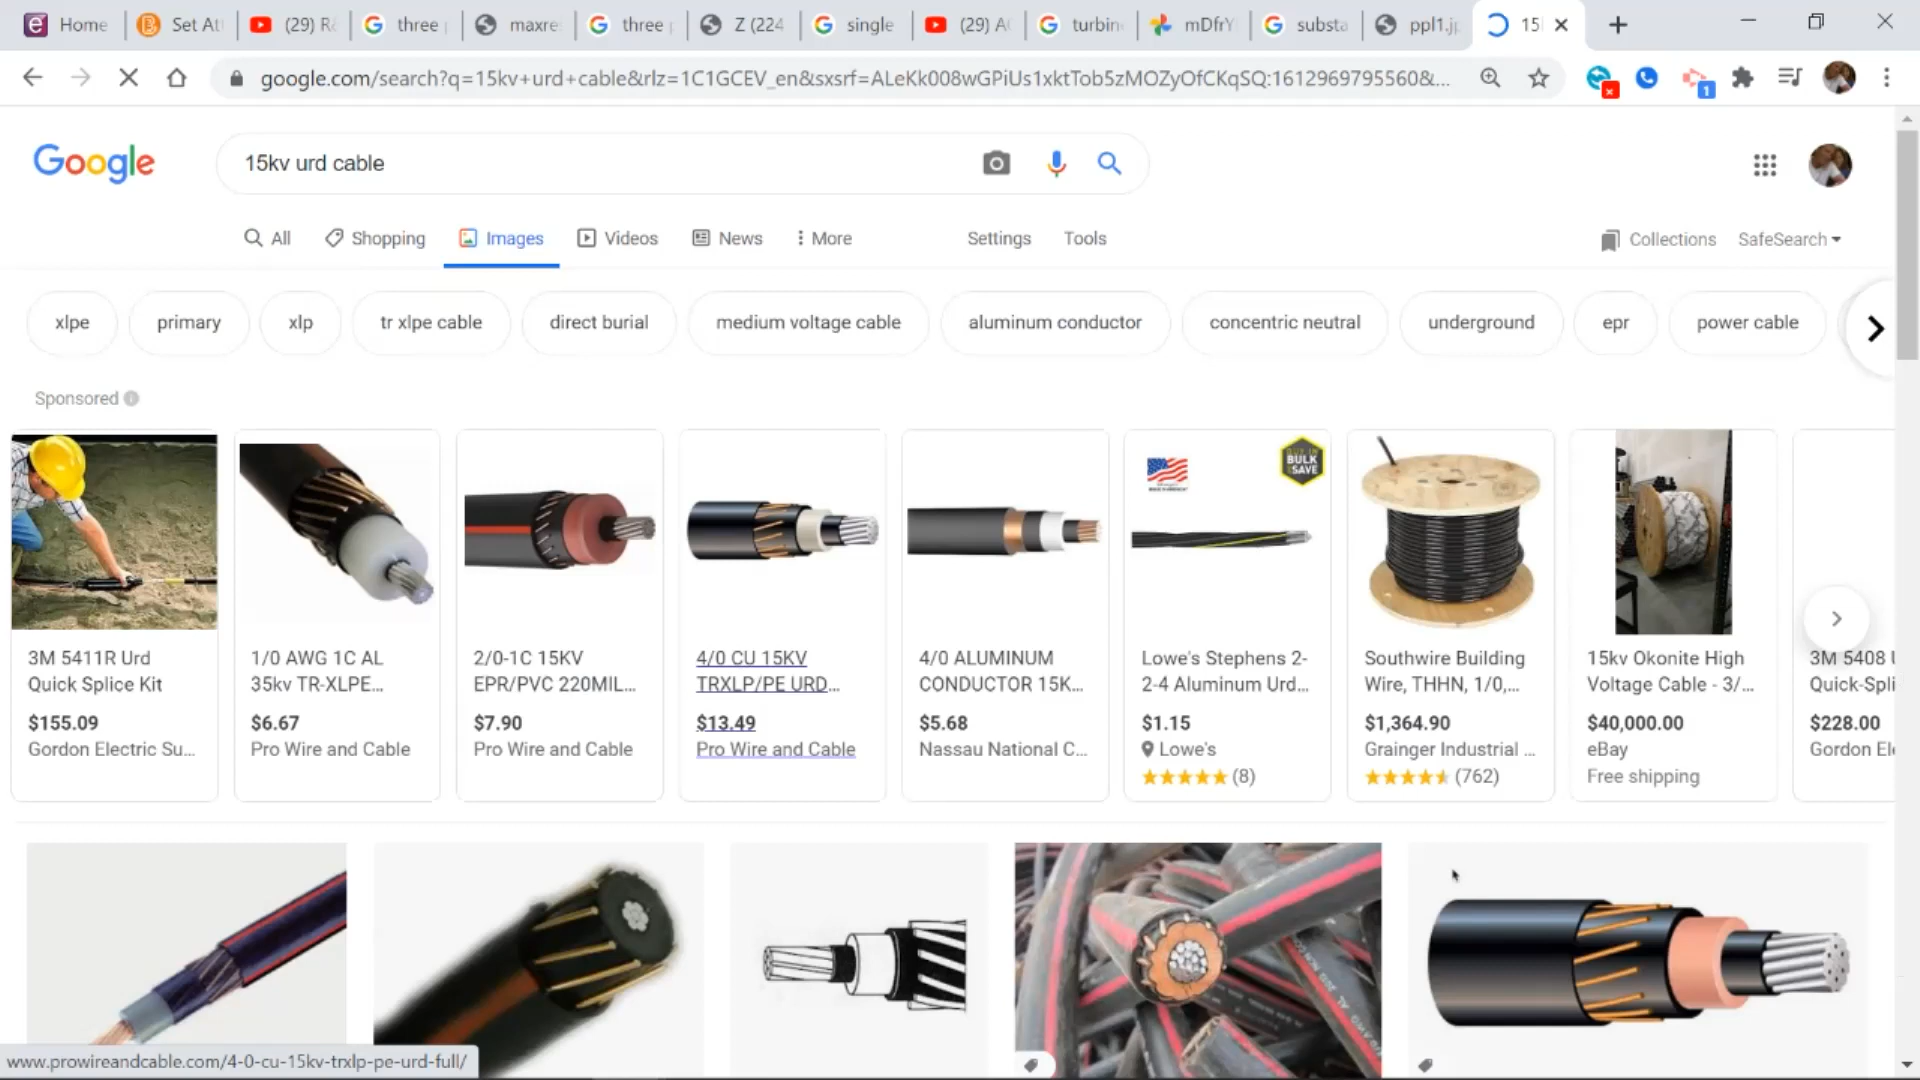 Home
Set At
(29) R
three p
maxre
three p
Z (224
single
(29) A
turbin
mDfrY
substa
ppl1.j
15
google.com/search?q=15kv+urd+cable&rlz=1C1GCEV_en&sxsrf=ALeKk008wGPiUs1xktTob5zMOZyOfCKqSQ:1612969795560&...
1
Google
15kv urd cable
All
Shopping
Images
Videos
News
More
Settings
Tools
Collections
SafeSearch
xlpe
primary
xlp
tr xlpe cable
direct burial
medium voltage cable
aluminum conductor
concentric neutral
underground
epr
power cable
Sponsored
3M 5411R Urd
Quick Splice Kit
$155.09
Gordon Electric Su...
1/0 AWG 1C AL
35kv TR-XLPE...
$6.67
Pro Wire and Cable
2/0-1C 15KV
EPR/PVC 220MIL...
$7.90
Pro Wire and Cable
4/0 CU 15KV
TRXLP/PE URD...
$13.49
Pro Wire and Cable
4/0 ALUMINUM
CONDUCTOR 15K...
$5.68
Nassau National C...
BULK
SAVE
Lowe's Stephens 2-
2-4 Aluminum Urd...
$1.15
Lowe's
(8)
Southwire Building
Wire, THHN, 1/0,...
$1,364.90
Grainger Industrial ...
(762)
15kv Okonite High
Voltage Cable - 3/...
$40,000.00
eBay
Free shipping
3M 5408 U
Quick-Spli
$228.00
Gordon Ele
www.prowireandcable.com/4-0-cu-15kv-trxlp-pe-urd-full/